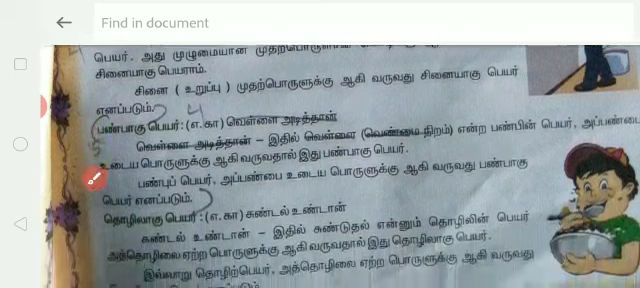 Find in document
பெயர். அது முழுமையான முதற்பொருளைக்
சினையாகு பெயராம்.
சினை ( உறுப்பு ) முதற்பொருளுக்கு ஆகி வருவது சினையாகு பெயர்
எனப்படும்.
பண்பாகு பெயர்: (எ.கா) வெள்ளை அடித்தான்
வெள்ளை அடித்தான் – இதில் வெள்ளை (வெண்மை நிறம்) என்ற பண்பின் பெயர், அப்பண்பை
உடைய பொருளுக்கு ஆகி வருவதால் இது பண்பாகு பெயர்.
பண்புப் பெயர், அப்பண்பை உடைய பொருளுக்கு ஆகி வருவது பண்பாகு
பெயர் எனப்படும்.
தொழிலாகு பெயர் : (எ.கா) சுண்டல் உண்டான்
சுண்டல் உண்டான் – இதில் சுண்டுதல் என்னும் தொழிலின் பெயர்
அத்தொழிலை ஏற்ற பொருளுக்கு ஆகி வருவதால் இது தொழிலாகு பெயர்.
இவ்வாறு தொழிற்பெயர், அத்தொழிலை ஏற்ற பொருளுக்கு ஆகி வருவது